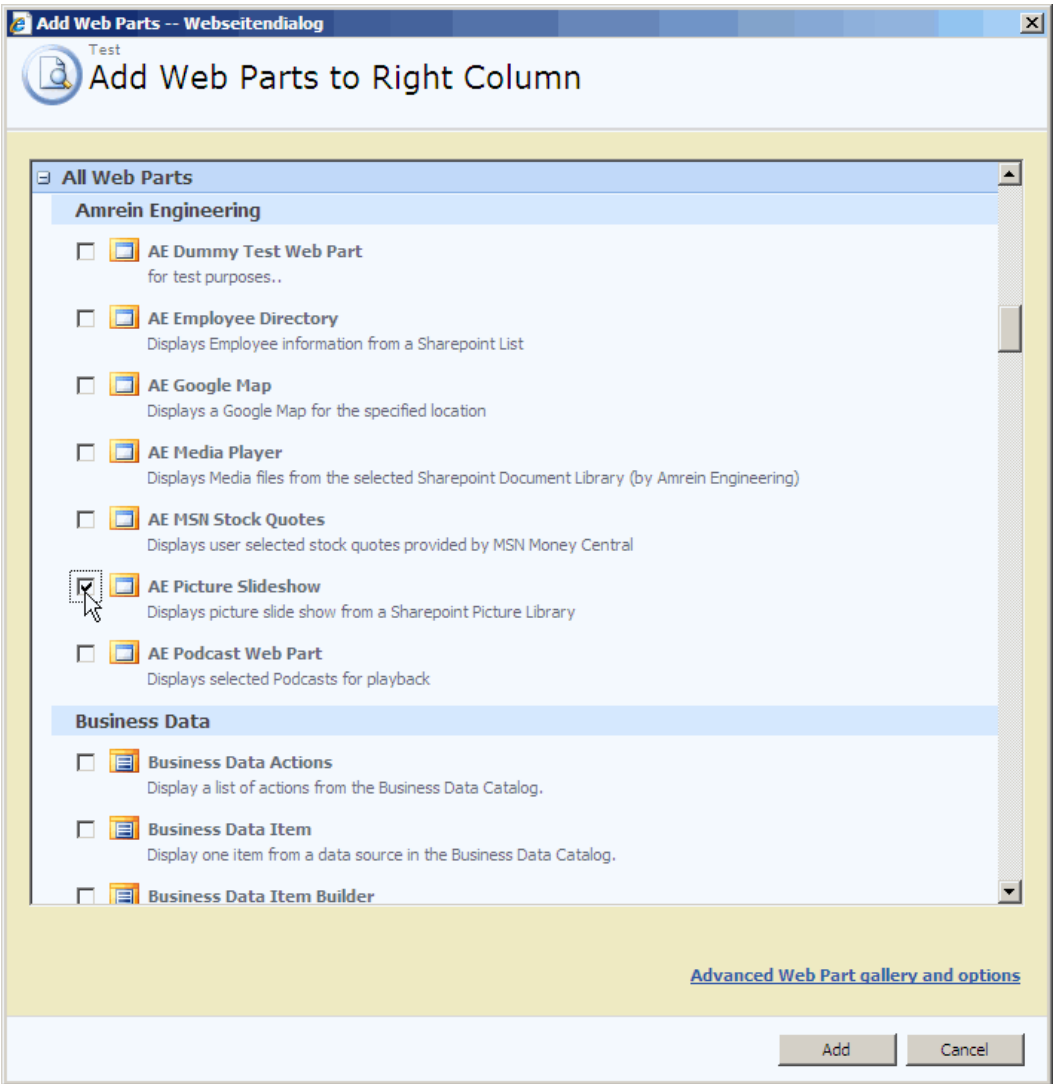 Add Web Parts -- Webseitendialog
Test
Add Web Parts to Right Column
All Web Parts
Amrein Engineering
AE Dummy Test Web Part
for test purposes..
AE Employee Directory
Displays Employee information from a Sharepoint List
AE Google Map
Displays a Google Map for the specified location
AE Media Player
Displays Media files from the selected Sharepoint Document Library (by Amrein Engineering)
AE MSN Stock Quotes
Displays user selected stock quotes provided by MSN Money Central
AE Picture Slideshow
Displays picture slide show from a Sharepoint Picture Library
AE Podcast Web Part
Displays selected Podcasts for playback
Business Data
Business Data Actions
Display a list of actions from the Business Data Catalog.
Business Data Item
Display one item from a data source in the Business Data Catalog.
Business Data Item Builder
Advanced Web Part gallery and options
Add Cancel